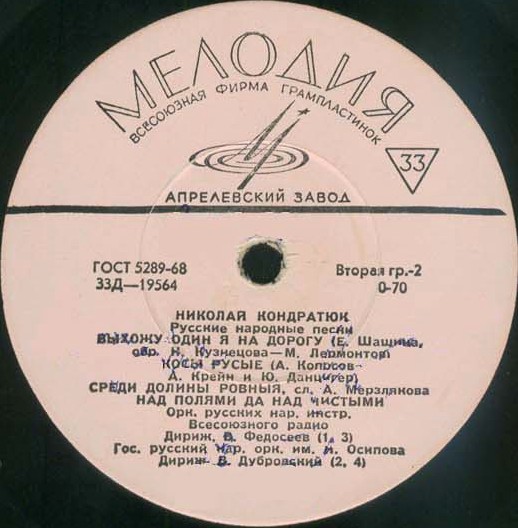 МЕЛОДИЯ
ВСЕСОЮЗНАЯ ФИРМА ГРАМПЛАСТИНОК
33
АПРЕЛЕВСКИЙ ЗАВОД
ГОСТ 5289-68
33Д—19564
Вторая гр.-2
0-70
НИКОЛАЙ КОНДРАТЮК
Русские народные песни
ВЫХОЖУ ОДИН Я НА ДОРОГУ (Е. Шашина,
обр. Н. Кузнецова—М. Лермонтов)
КОСЫ РУСЫЕ (А. Колосов—
А. Крейн и Ю. Данцигер)
СРЕДИ ДОЛИНЫ РОВНЫЯ, сл. А. Мерзлякова
НАД ПОЛЯМИ ДА НАД ЧИСТЫМИ
Орк. русских нар. инстр.
Всесоюзного радио
Дириж. В. Федосеев (1, 3)
Гос. русский нар. орк. им. Н. Осипова
Дириж. В. Дубровский (2, 4)